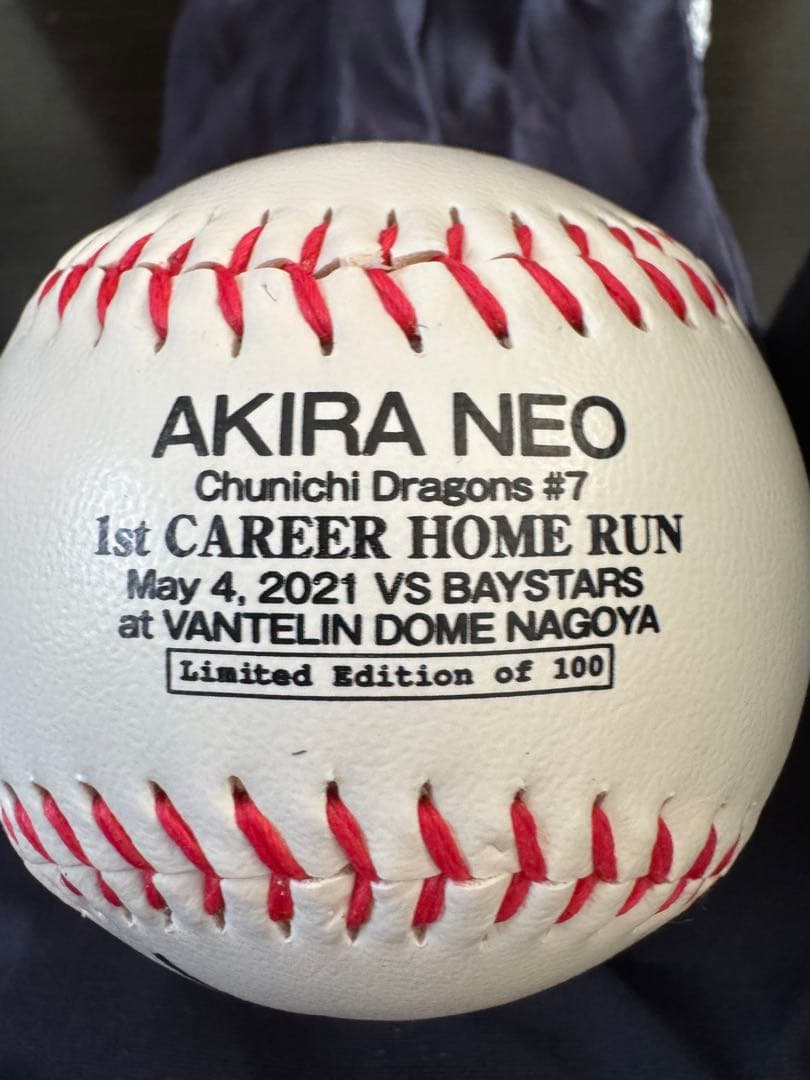 AKIRA NEO
Chunichi Dragons #7
1st CAREER HOME RUN
May 4, 2021 VS BAYSTARS
at VANTELIN DOME NAGOYA
Limited Edition of 100